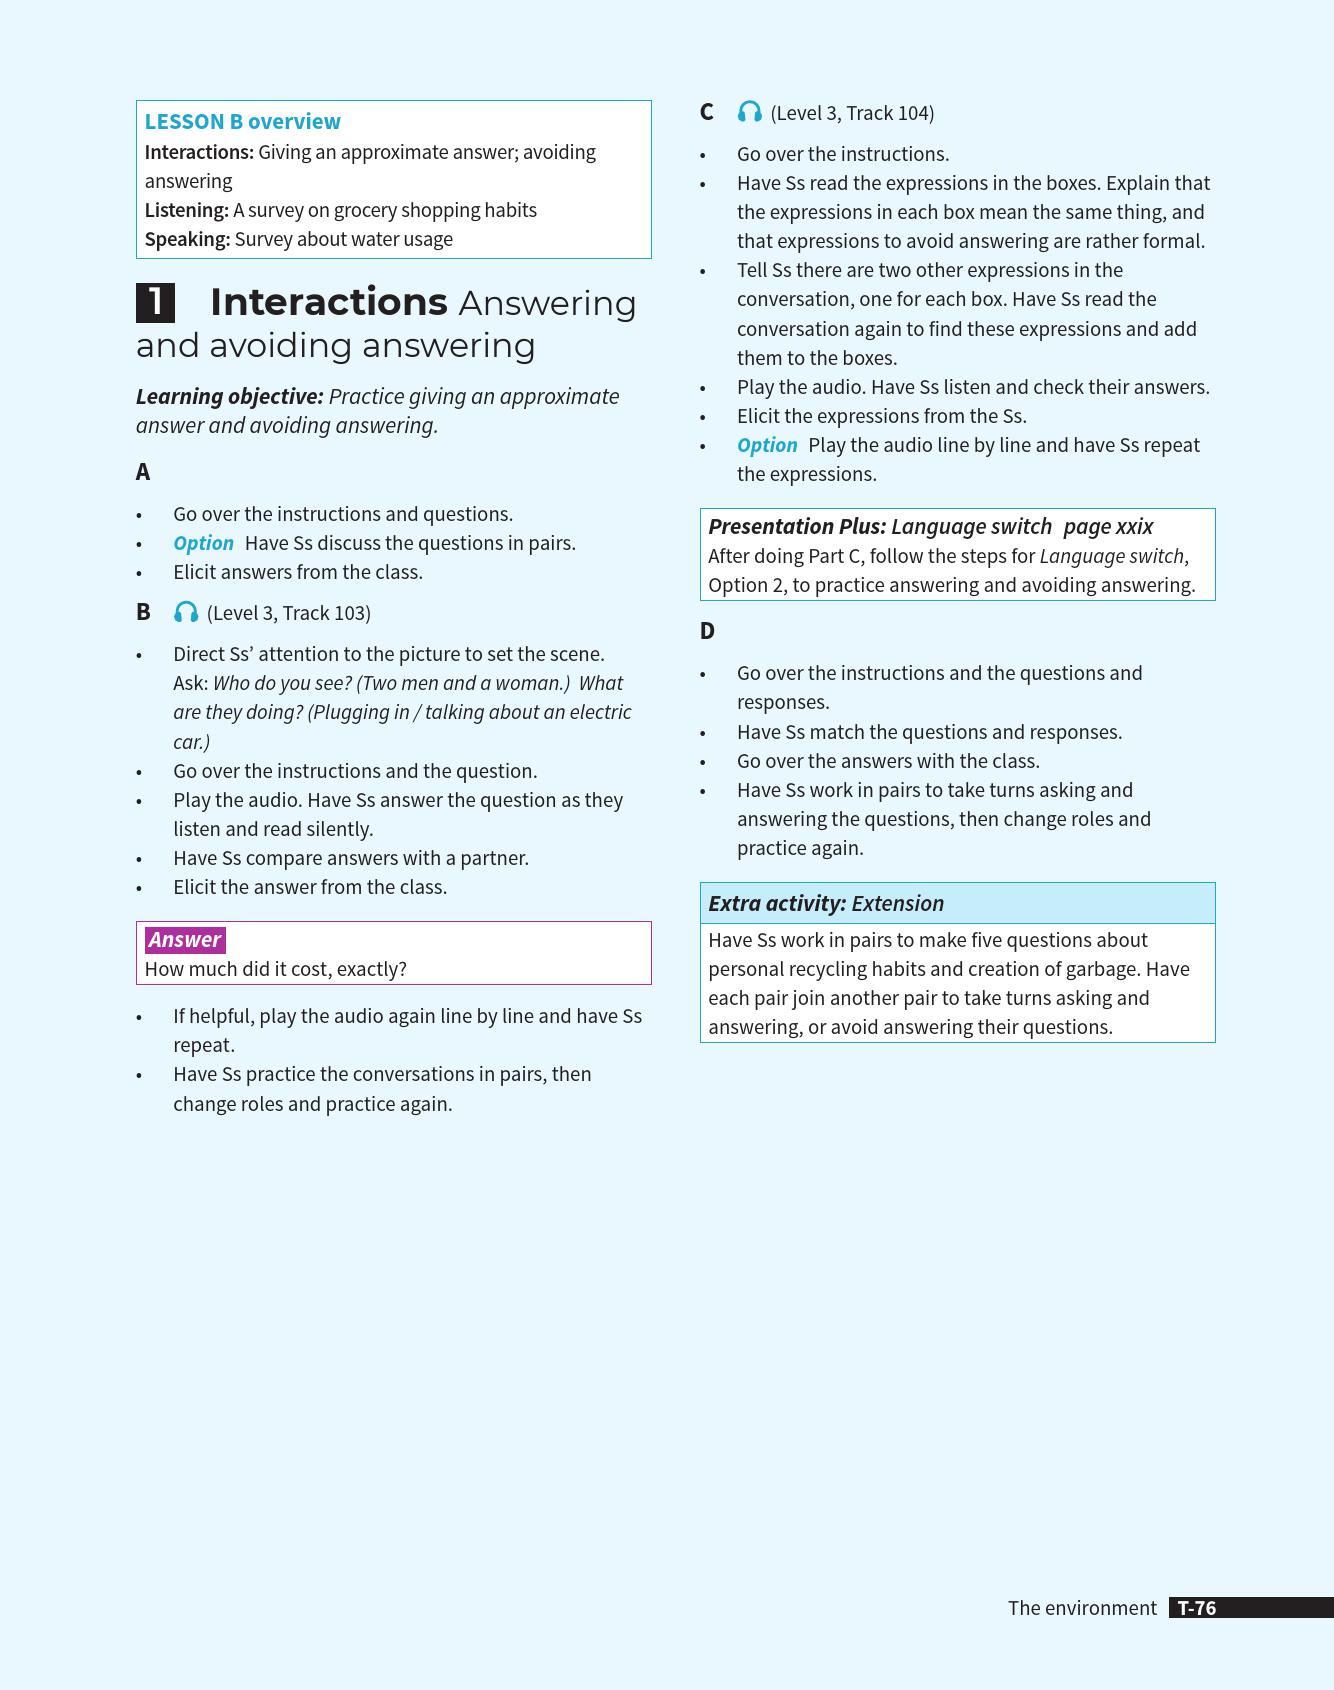 LESSON B overview
Interactions: Giving an approximate answer; avoiding
answering
Listening: A survey on grocery shopping habits
Speaking: Survey about water usage
1 Interactions Answering
and avoiding answering
Learning objective: Practice giving an approximate
answer and avoiding answering.
A
• Go over the instructions and questions.
• Option Have Ss discuss the questions in pairs.
• Elicit answers from the class.
B (Level 3, Track 103)
• Direct Ss’ attention to the picture to set the scene.
Ask: Who do you see? (Two men and a woman.) What
are they doing? (Plugging in / talking about an electric
car.)
• Go over the instructions and the question.
• Play the audio. Have Ss answer the question as they
listen and read silently.
• Have Ss compare answers with a partner.
• Elicit the answer from the class.
Answer
How much did it cost, exactly?
• If helpful, play the audio again line by line and have Ss
repeat.
• Have Ss practice the conversations in pairs, then
change roles and practice again.
C (Level 3, Track 104)
• Go over the instructions.
• Have Ss read the expressions in the boxes. Explain that
the expressions in each box mean the same thing, and
that expressions to avoid answering are rather formal.
• Tell Ss there are two other expressions in the
conversation, one for each box. Have Ss read the
conversation again to find these expressions and add
them to the boxes.
• Play the audio. Have Ss listen and check their answers.
• Elicit the expressions from the Ss.
• Option Play the audio line by line and have Ss repeat
the expressions.
Presentation Plus: Language switch page xxix
After doing Part C, follow the steps for Language switch,
Option 2, to practice answering and avoiding answering.
D
• Go over the instructions and the questions and
responses.
• Have Ss match the questions and responses.
• Go over the answers with the class.
• Have Ss work in pairs to take turns asking and
answering the questions, then change roles and
practice again.
Extra activity: Extension
Have Ss work in pairs to make five questions about
personal recycling habits and creation of garbage. Have
each pair join another pair to take turns asking and
answering, or avoid answering their questions.
The environment T-76